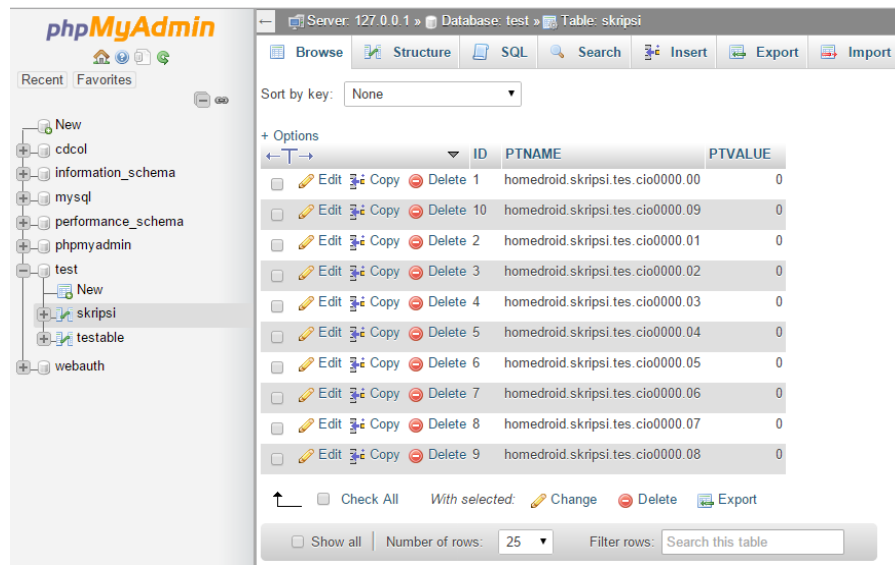 phpMyAdmin
Recent Favorites
New
cdcol
information_schema
mysql
performance_schema
phpmyadmin
test
New
skripsi
testable
webauth
Server: 127.0.0.1 » Database: test » Table: skripsi
Browse Structure SQL Search Insert Export Import
Sort by key: None
+ Options
ID PTNAME PTVALUE
Edit Copy Delete 1 homedroid.skripsi.tes.cio0000.00 0
Edit Copy Delete 10 homedroid.skripsi.tes.cio0000.09 0
Edit Copy Delete 2 homedroid.skripsi.tes.cio0000.01 0
Edit Copy Delete 3 homedroid.skripsi.tes.cio0000.02 0
Edit Copy Delete 4 homedroid.skripsi.tes.cio0000.03 0
Edit Copy Delete 5 homedroid.skripsi.tes.cio0000.04 0
Edit Copy Delete 6 homedroid.skripsi.tes.cio0000.05 0
Edit Copy Delete 7 homedroid.skripsi.tes.cio0000.06 0
Edit Copy Delete 8 homedroid.skripsi.tes.cio0000.07 0
Edit Copy Delete 9 homedroid.skripsi.tes.cio0000.08 0
Check All With selected: Change Delete Export
Show all Number of rows: 25 Filter rows: Search this table